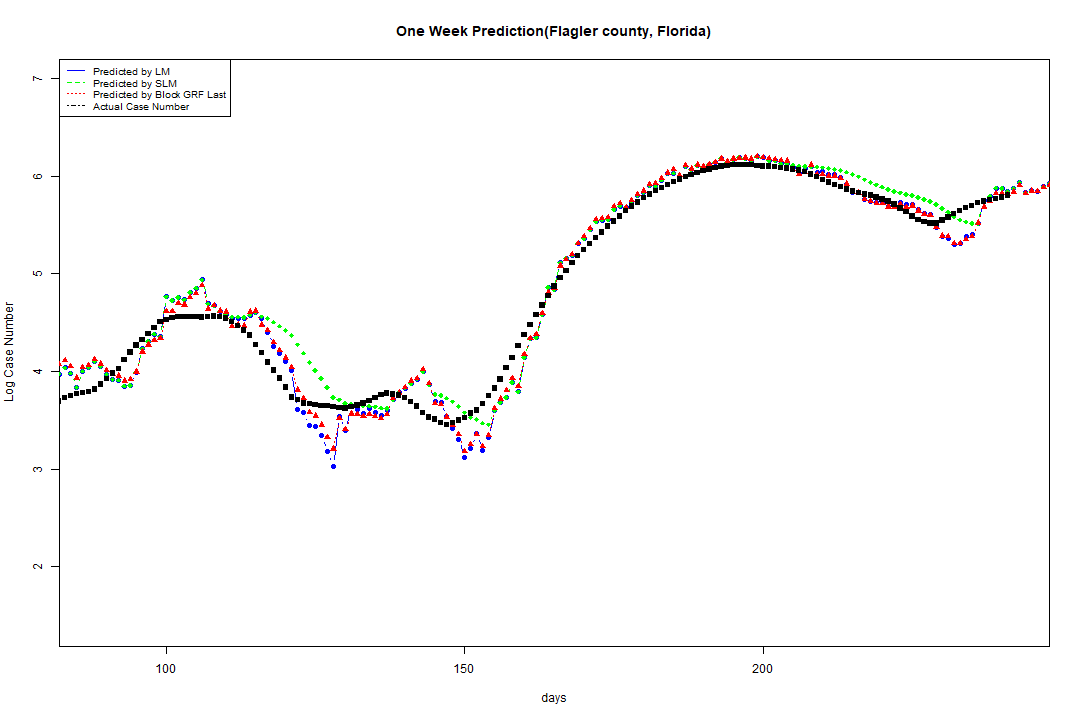 One Week Prediction(Flagler county, Florida)
Predicted by LM
Predicted by SLM
Predicted by Block GRF Last
Actual Case Number
7
6
5
4
3
2
Log Case Number
100
150
200
days